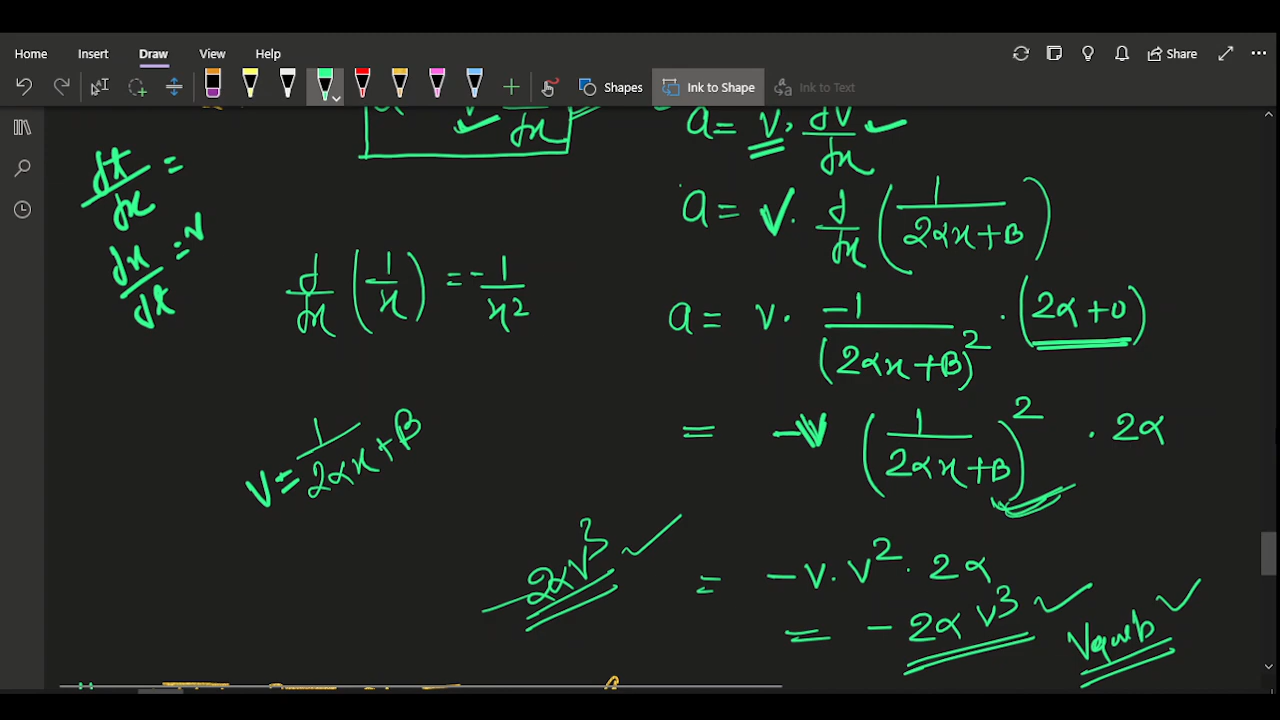 Home Insert Draw View Help Share
Shapes Ink to Shape Ink to Text
dx
a = v. dv/dx
dt/dx =
a = v. d/dx (1/(2αx+β))
dx/dt = v
d/dx (1/x) = -1/x²
a = v. -1/(2αx+β)² . (2α+0)
= -v (1/(2αx+β))² . 2α
v = 1/(2αx+β)
-2αv³
= -v. v² . 2α
= - 2αv³